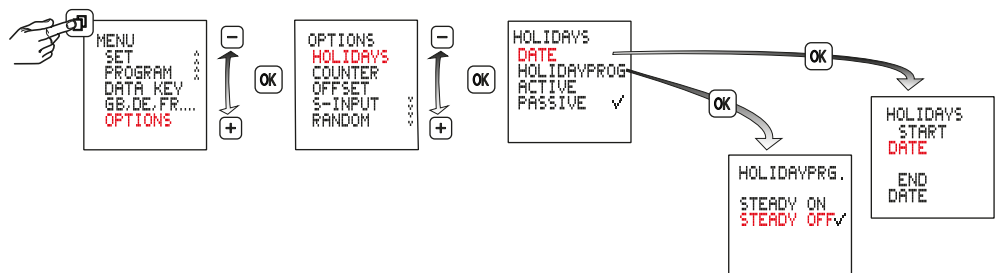 MENU
SET
PROGRAM
DATA KEY
GB,DE,FR....
OPTIONS
−
+
OK
OPTIONS
HOLIDAYS
COUNTER
OFFSET
S-INPUT
RANDOM
−
+
OK
HOLIDAYS
DATE
HOLIDAYPROG
ACTIVE
PASSIVE ✓
OK
OK
HOLIDAYPRG.
STEADY ON
STEADY OFF✓
HOLIDAYS
START
DATE
END
DATE